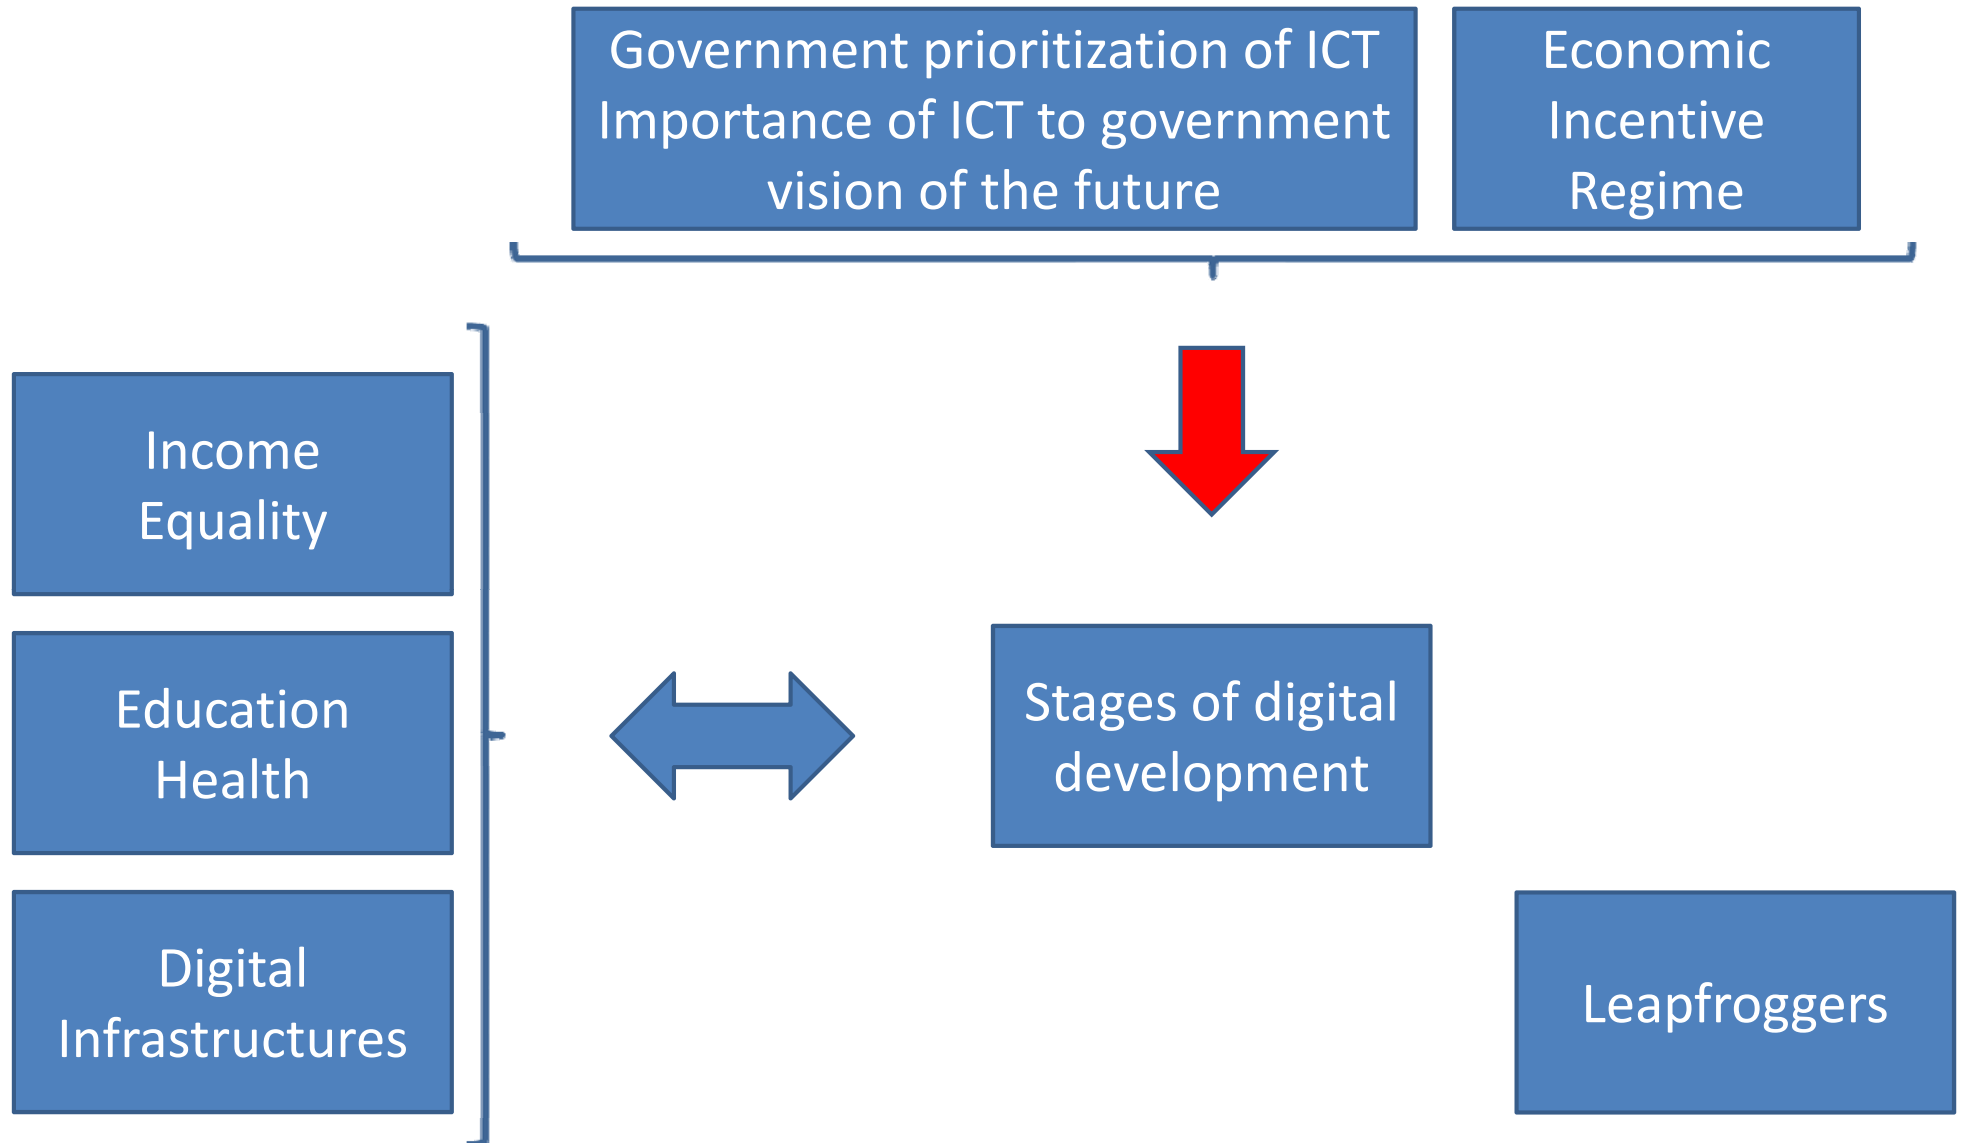 Government prioritization of ICT
Importance of ICT to government
vision of the future
Economic
Incentive
Regime
Income
Equality
Education
Health
Digital
Infrastructures
Stages of digital
development
Leapfroggers